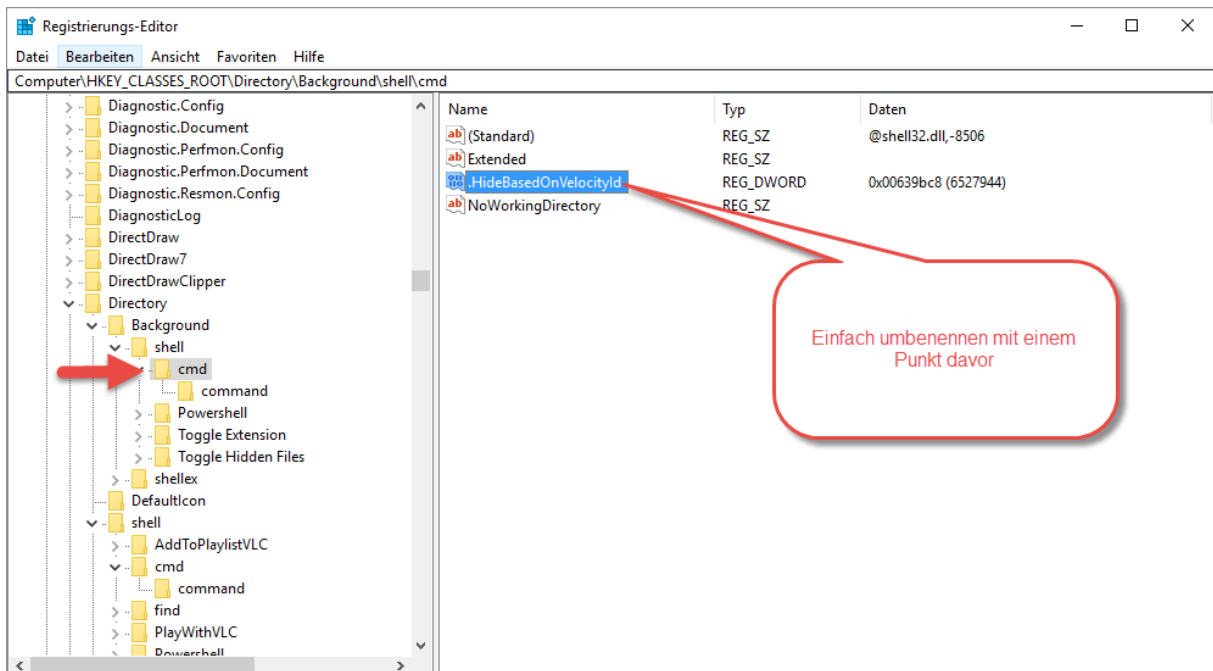 Registrierungs-Editor
Datei Bearbeiten Ansicht Favoriten Hilfe
Computer\HKEY_CLASSES_ROOT\Directory\Background\shell\cmd
Diagnostic.Config
Diagnostic.Document
Diagnostic.Perfmon.Config
Diagnostic.Perfmon.Document
Diagnostic.Resmon.Config
DiagnosticLog
DirectDraw
DirectDraw7
DirectDrawClipper
Directory
Background
shell
cmd
command
Powershell
Toggle Extension
Toggle Hidden Files
shellex
DefaultIcon
shell
AddToPlaylistVLC
cmd
command
find
PlayWithVLC
Powershell
Name Typ Daten
(Standard) REG_SZ @shell32.dll,-8506
Extended REG_SZ
.HideBasedOnVelocityId REG_DWORD 0x00639bc8 (6527944)
NoWorkingDirectory REG_SZ
Einfach umbenennen mit einem
Punkt davor